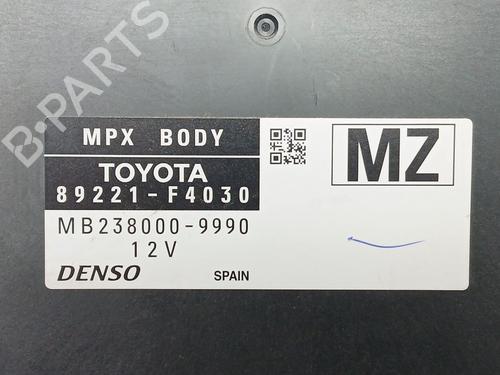 B-PARTS
MPX BODY
TOYOTA
89221-F4030
MB238000-9990
12V
DENSO
SPAIN
MZ